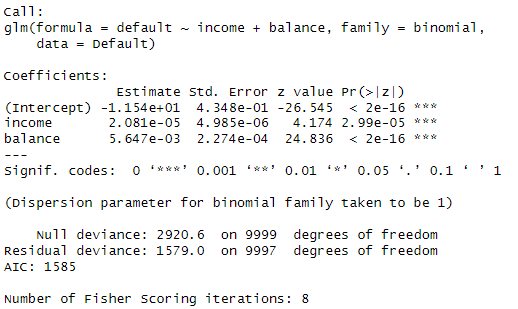 Call:
glm(formula = default ~ income + balance, family = binomial,
    data = Default)
Coefficients:
              Estimate Std. Error z value Pr(>|z|)
(Intercept) -1.154e+01  4.348e-01 -26.545  < 2e-16 ***
income       2.081e-05  4.985e-06   4.174 2.99e-05 ***
balance      5.647e-03  2.274e-04  24.836  < 2e-16 ***
---
Signif. codes:  0 ‘***’ 0.001 ‘**’ 0.01 ‘*’ 0.05 ‘.’ 0.1 ‘ ’ 1
(Dispersion parameter for binomial family taken to be 1)
    Null deviance: 2920.6  on 9999  degrees of freedom
Residual deviance: 1579.0  on 9997  degrees of freedom
AIC: 1585
Number of Fisher Scoring iterations: 8